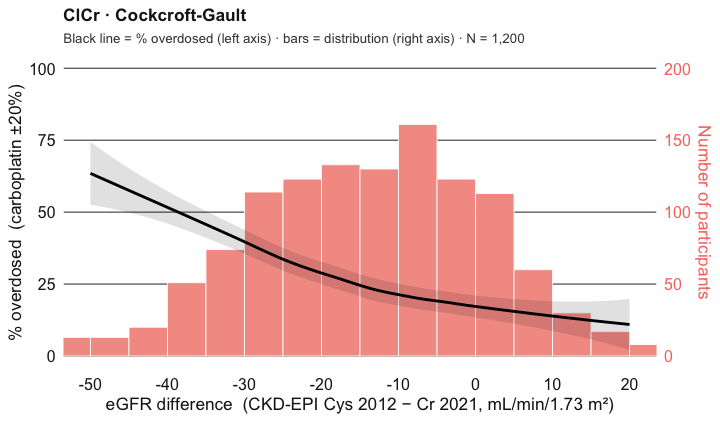 ClCr · Cockcroft-Gault
Black line = % overdosed (left axis) · bars = distribution (right axis) · N = 1,200
% overdosed  (carboplatin ±20%)
100
75
50
25
0
200
150
100
50
0
Number of participants
-50 -40 -30 -20 -10 0 10 20
eGFR difference  (CKD-EPI Cys 2012 − Cr 2021, mL/min/1.73 m²)